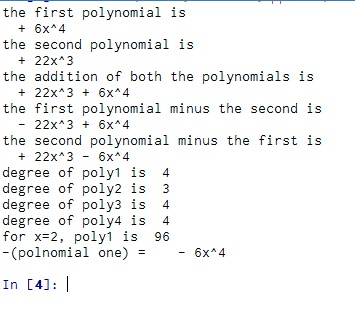 the first polynomial is
+ 6x^4
the second polynomial is
+ 22x^3
the addition of both the polynomials is
+ 22x^3 + 6x^4
the first polynomial minus the second is
- 22x^3 + 6x^4
the second polynomial minus the first is
+ 22x^3 - 6x^4
degree of poly1 is 4
degree of poly2 is 3
degree of poly3 is 4
degree of poly4 is 4
for x=2, poly1 is 96
-(polnomial one) = - 6x^4
In [4]: